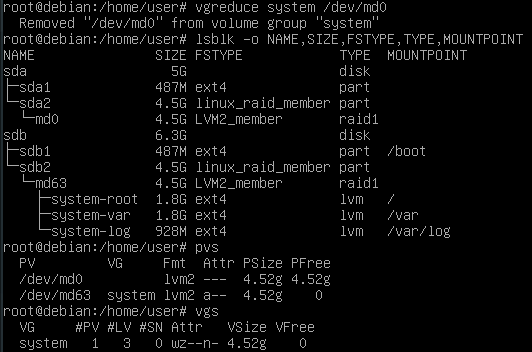 root@debian:/home/user# vgreduce system /dev/md0
  Removed "/dev/md0" from volume group "system"
root@debian:/home/user# lsblk -o NAME,SIZE,FSTYPE,TYPE,MOUNTPOINT
NAME              SIZE FSTYPE            TYPE  MOUNTPOINT
sda                 5G                   disk
├─sda1            487M ext4              part
└─sda2            4.5G linux_raid_member part
  └─md0           4.5G LVM2_member       raid1
sdb               6.3G                   disk
├─sdb1            487M ext4              part  /boot
└─sdb2            4.5G linux_raid_member part
  └─md63          4.5G LVM2_member       raid1
    ├─system-root 1.8G ext4              lvm   /
    ├─system-var  1.8G ext4              lvm   /var
    └─system-log  928M ext4              lvm   /var/log
root@debian:/home/user# pvs
  PV         VG     Fmt  Attr PSize PFree
  /dev/md0          lvm2 ---  4.52g 4.52g
  /dev/md63  system lvm2 a--  4.52g    0
root@debian:/home/user# vgs
  VG     #PV #LV #SN Attr   VSize VFree
  system   1   3   0 wz--n- 4.52g    0